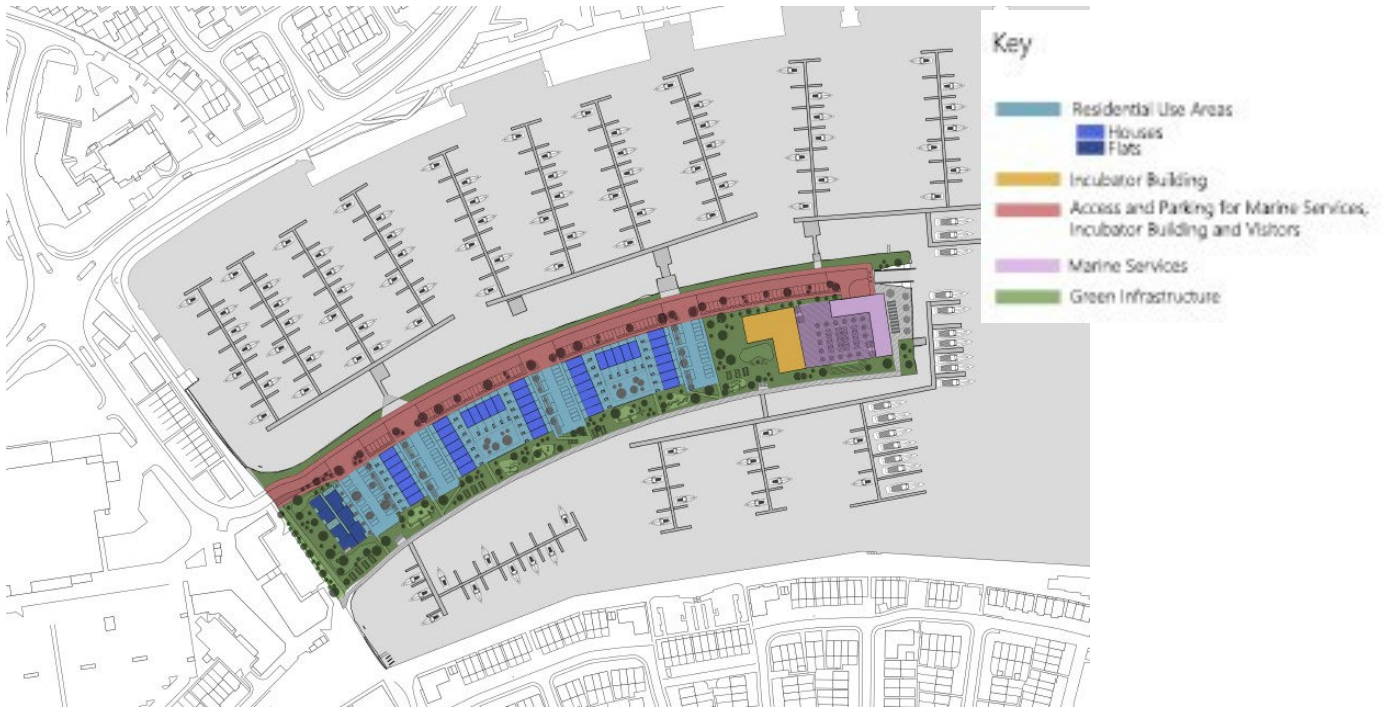 Key
Residential Use Areas
Houses
Flats
Incubator Building
Access and Parking for Marine Services,
Incubator Building and Visitors
Marine Services
Green Infrastructure